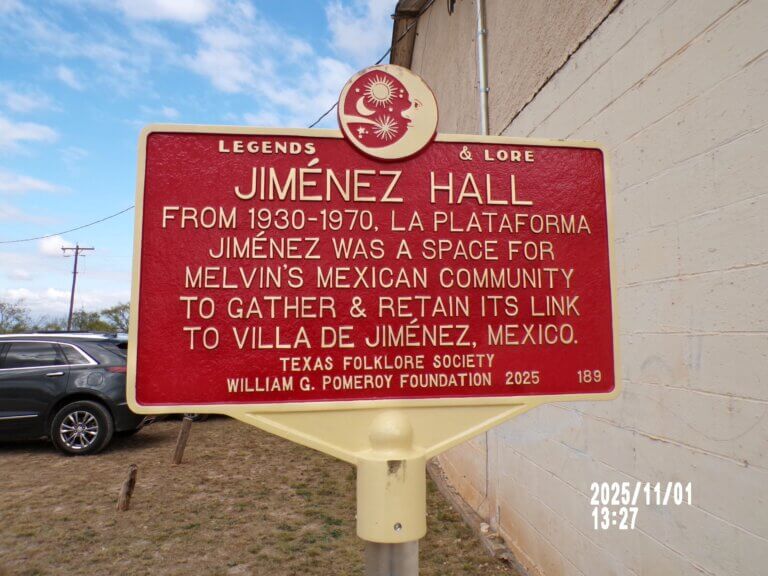 LEGENDS & LORE
JIMÉNEZ HALL
FROM 1930-1970, LA PLATAFORMA
JIMÉNEZ WAS A SPACE FOR
MELVIN'S MEXICAN COMMUNITY
TO GATHER & RETAIN ITS LINK
TO VILLA DE JIMÉNEZ, MEXICO.
TEXAS FOLKLORE SOCIETY
WILLIAM G. POMEROY FOUNDATION 2025 189
2025/11/01
13:27